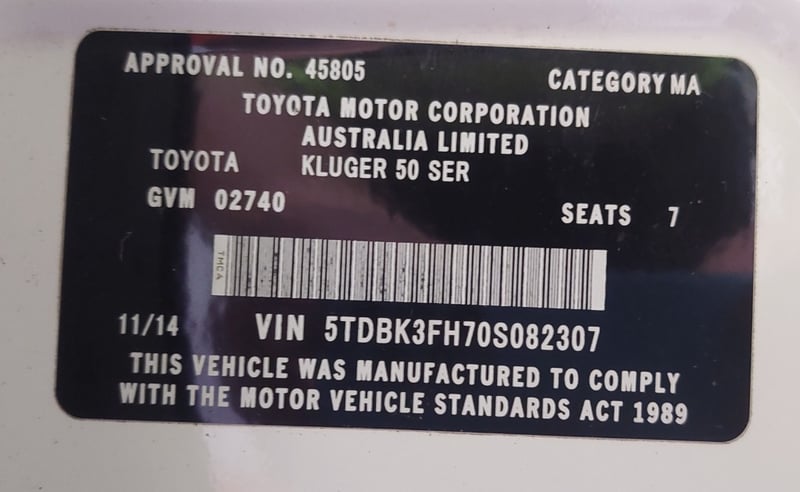 APPROVAL NO. 45805 CATEGORY MA
TOYOTA MOTOR CORPORATION
AUSTRALIA LIMITED
TOYOTA KLUGER 50 SER
GVM 02740 SEATS 7
TMCA
11/14 VIN 5TDBK3FH70S082307
THIS VEHICLE WAS MANUFACTURED TO COMPLY
WITH THE MOTOR VEHICLE STANDARDS ACT 1989